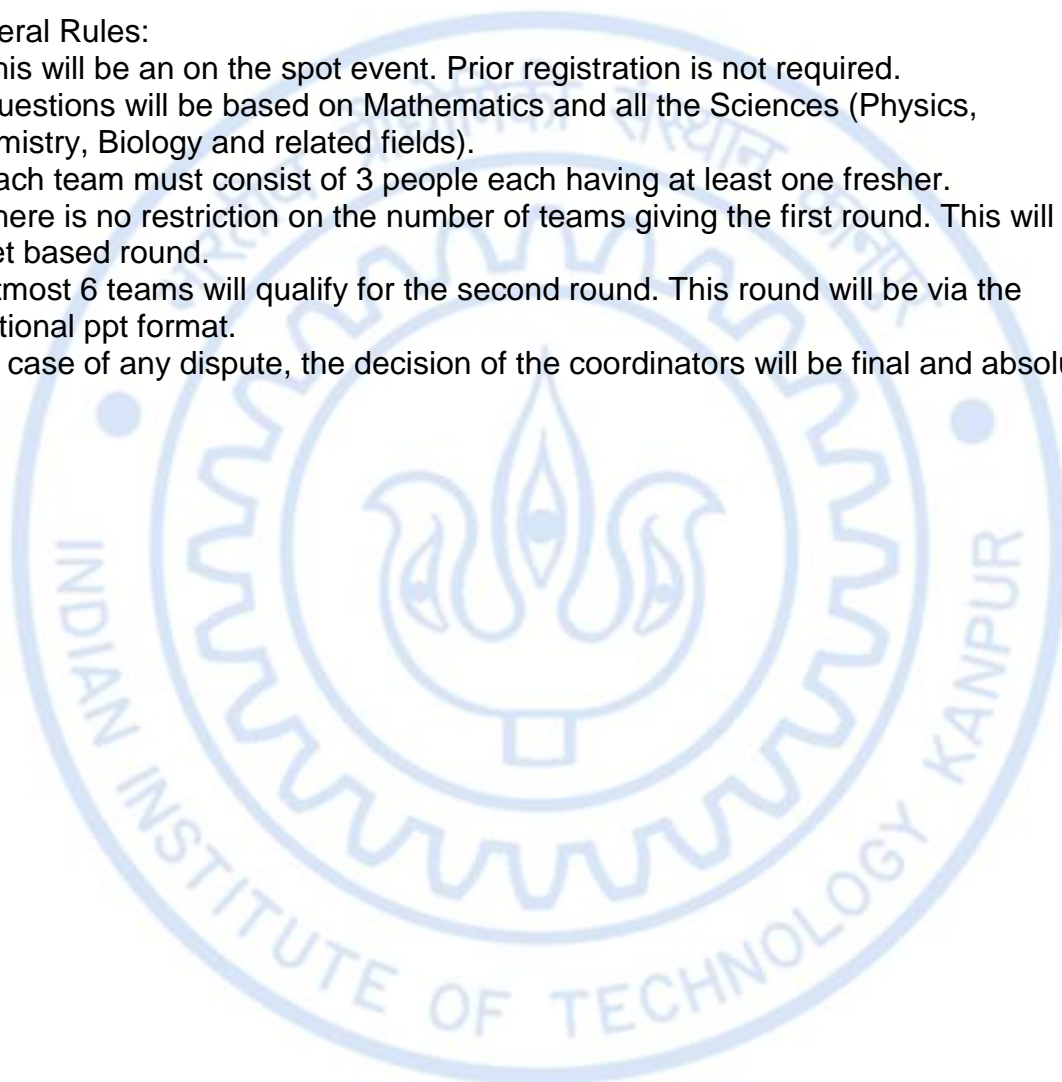 eral Rules:
his will be an on the spot event. Prior registration is not required.
uestions will be based on Mathematics and all the Sciences (Physics,
mistry, Biology and related fields).
ach team must consist of 3 people each having at least one fresher.
here is no restriction on the number of teams giving the first round. This will
et based round.
tmost 6 teams will qualify for the second round. This round will be via the
tional ppt format.
case of any dispute, the decision of the coordinators will be final and absolu
भारतीय प्रौद्योगिकी संस्थान कानपुर
INDIAN INSTITUTE OF TECHNOLOGY KANPUR